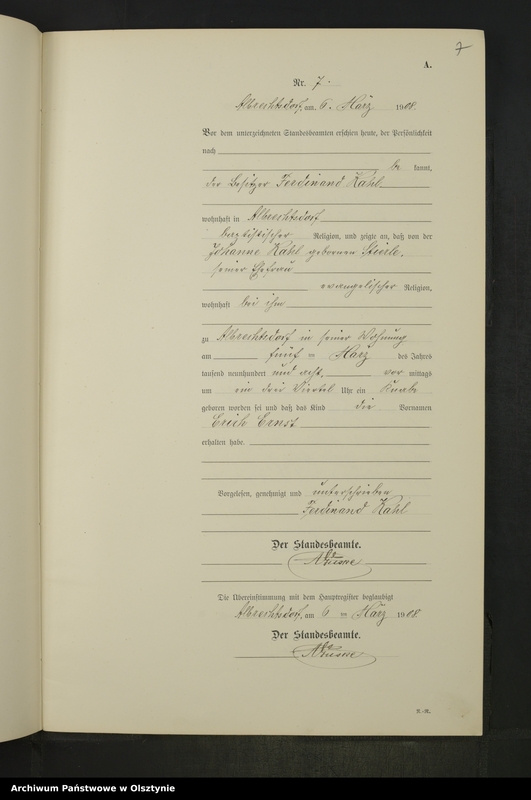 7
A.
Nr. 7.
Albrechtsdorf, am 6. März 1908
Vor dem unterzeichneten Standesbeamten erschien heute, der Persönlichkeit
nach
be kannt,
der Besitzer Ferdinand Kahl,
wohnhaft in Albrechtsdorf
baptistischer Religion, und zeigte an, daß von der
Johanne Kahl geborenen
seiner Ehefrau
evangelischer Religion,
wohnhaft bei ihm
zu Albrechtsdorf in seiner Wohnung
am fünf ten März des Jahres
tausend neunhundert und acht, vor mittags
um ein drei Viertel Uhr ein Knabe
geboren worden sei und daß das Kind die Vornamen
Erich Ernst
erhalten habe.
Vorgelesen, genehmigt und unterschrieben
Ferdinand Kahl
Der Standesbeamte.
Die Übereinstimmung mit dem Hauptregister beglaubigt
Albrechtsdorf, am 6 ten März 1908
Der Standesbeamte.
R.-R.
Archiwum Państwowe w Olsztynie